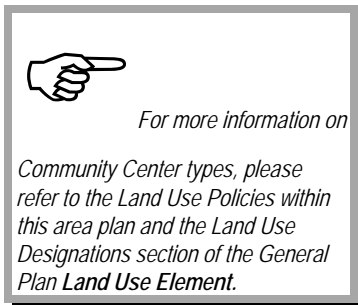 For more information on
Community Center types, please
refer to the Land Use Policies within
this area plan and the Land Use
Designations section of the General
Plan Land Use Element.